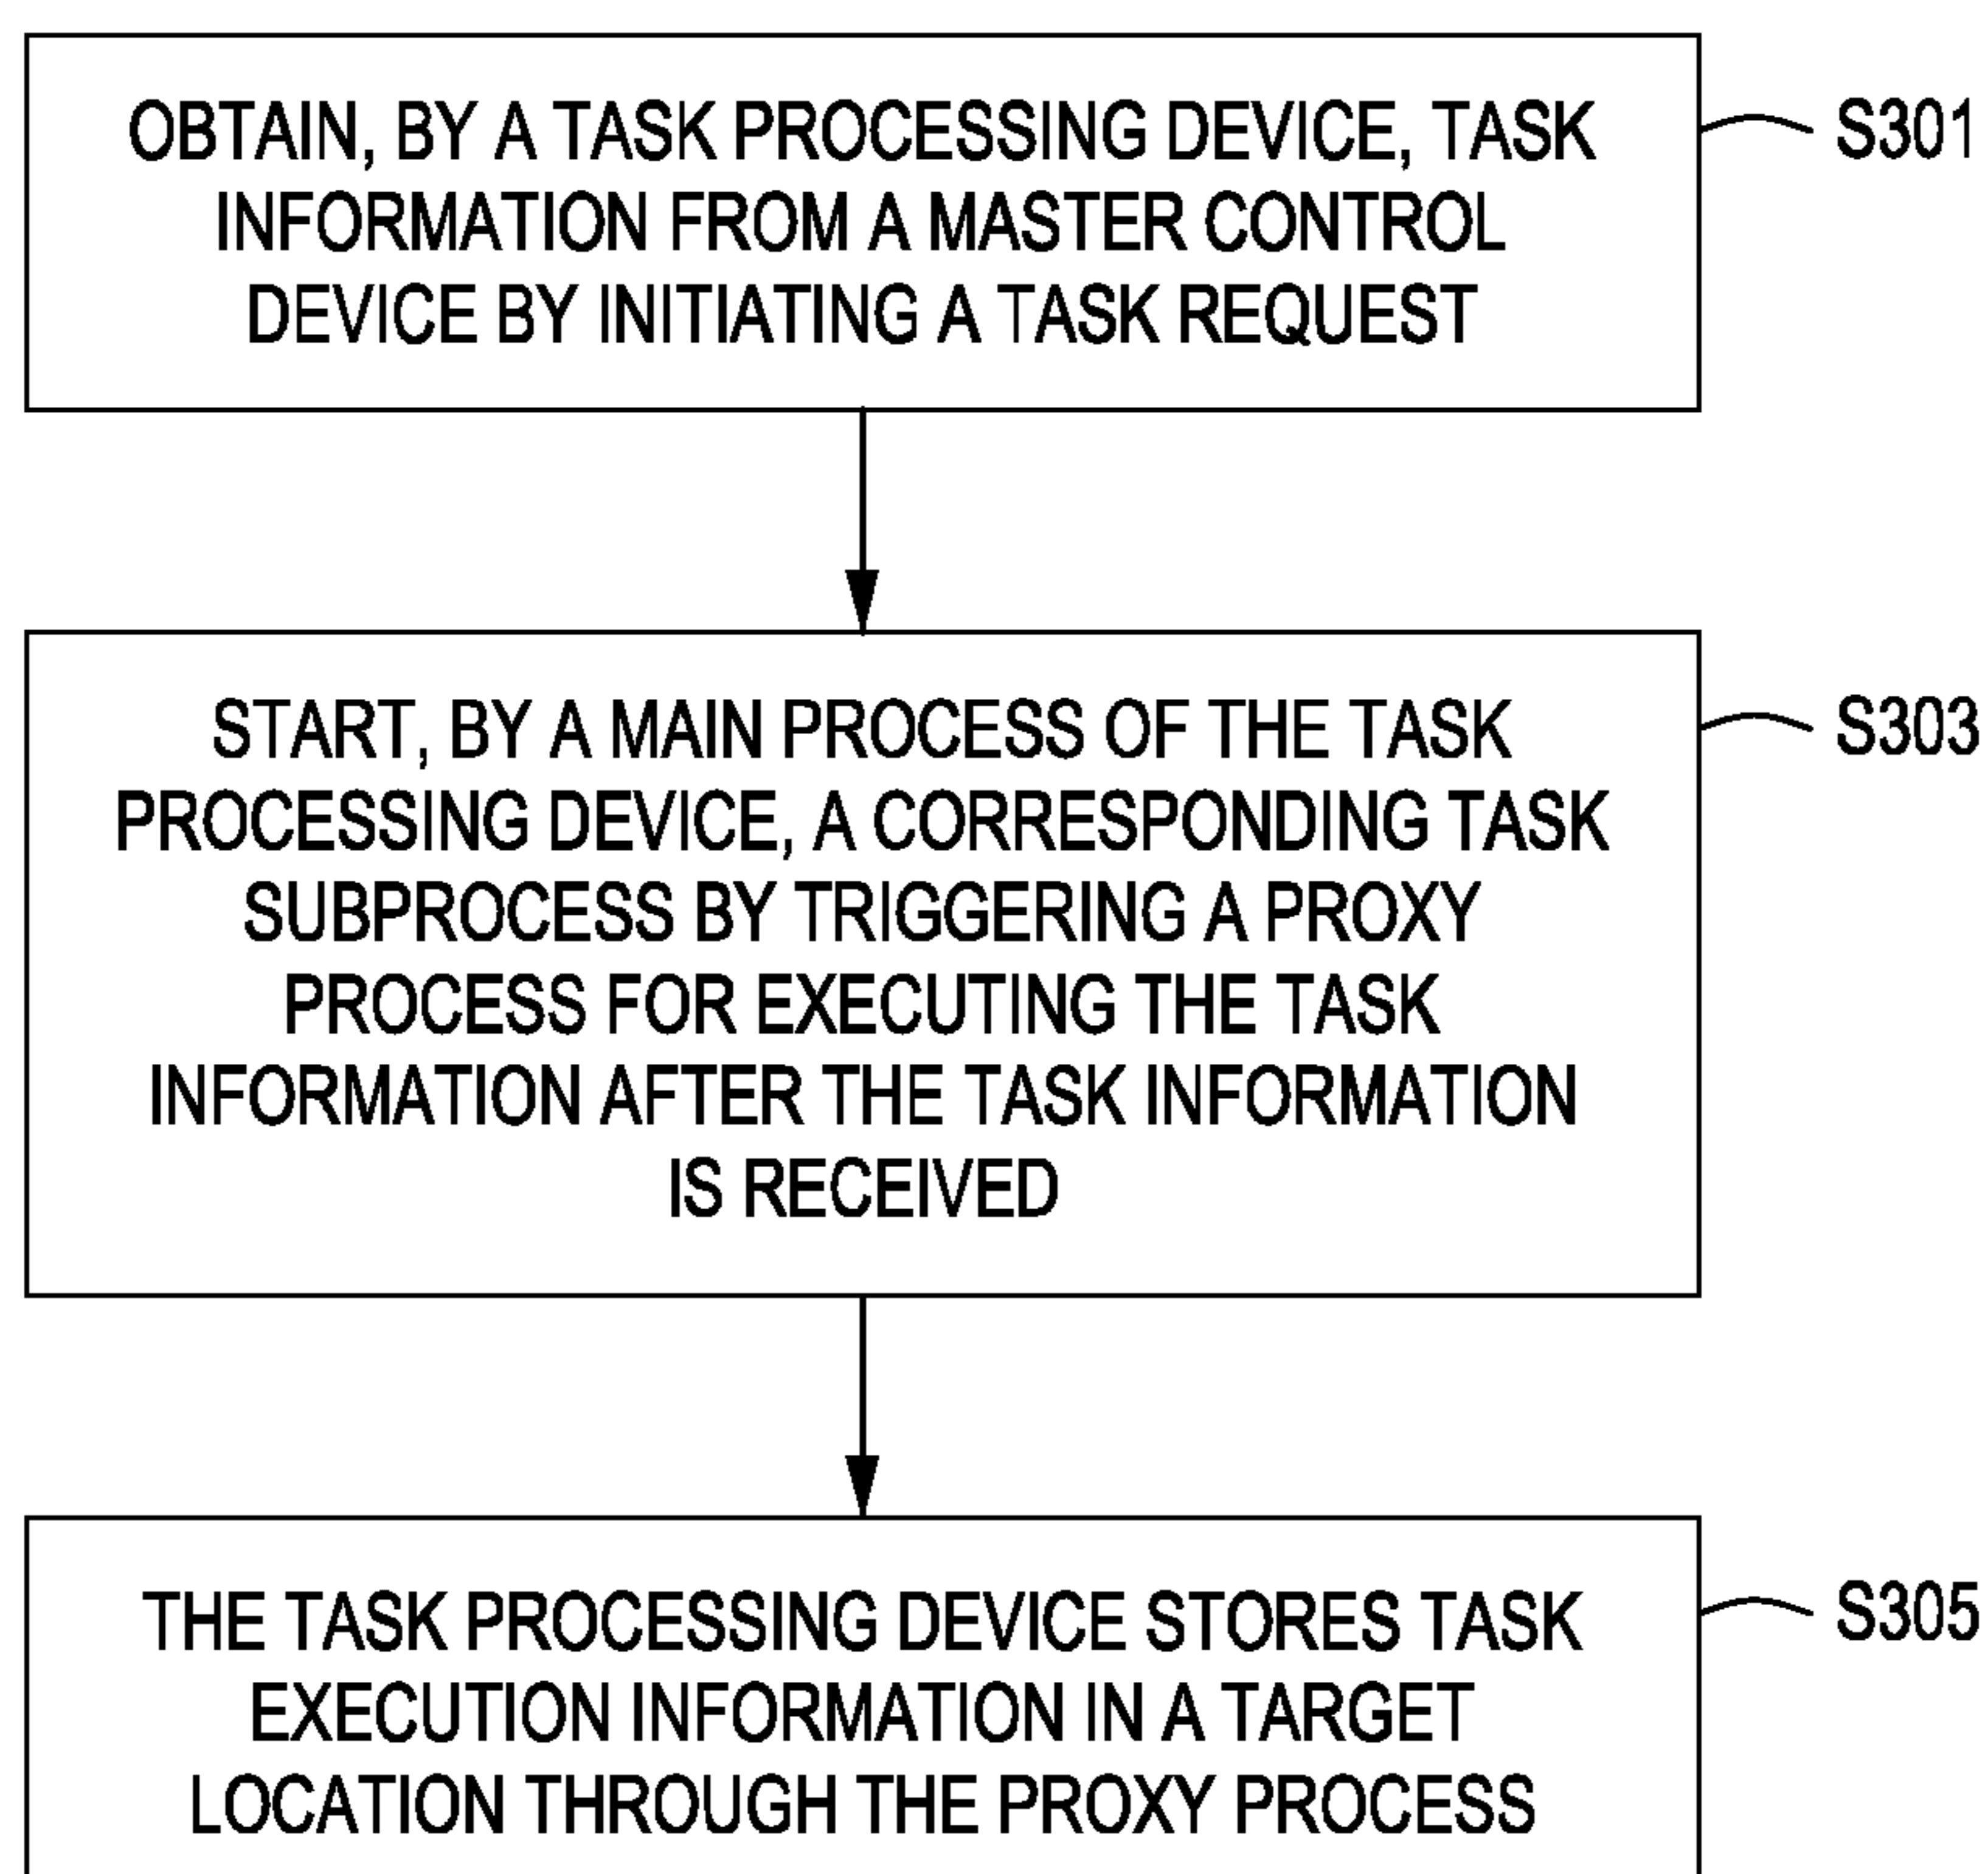 OBTAIN, BY A TASK PROCESSING DEVICE, TASK
INFORMATION FROM A MASTER CONTROL
DEVICE BY INITIATING A TASK REQUEST
S301
START, BY A MAIN PROCESS OF THE TASK
PROCESSING DEVICE, A CORRESPONDING TASK
SUBPROCESS BY TRIGGERING A PROXY
PROCESS FOR EXECUTING THE TASK
INFORMATION AFTER THE TASK INFORMATION
IS RECEIVED
S303
THE TASK PROCESSING DEVICE STORES TASK
EXECUTION INFORMATION IN A TARGET
LOCATION THROUGH THE PROXY PROCESS
S305